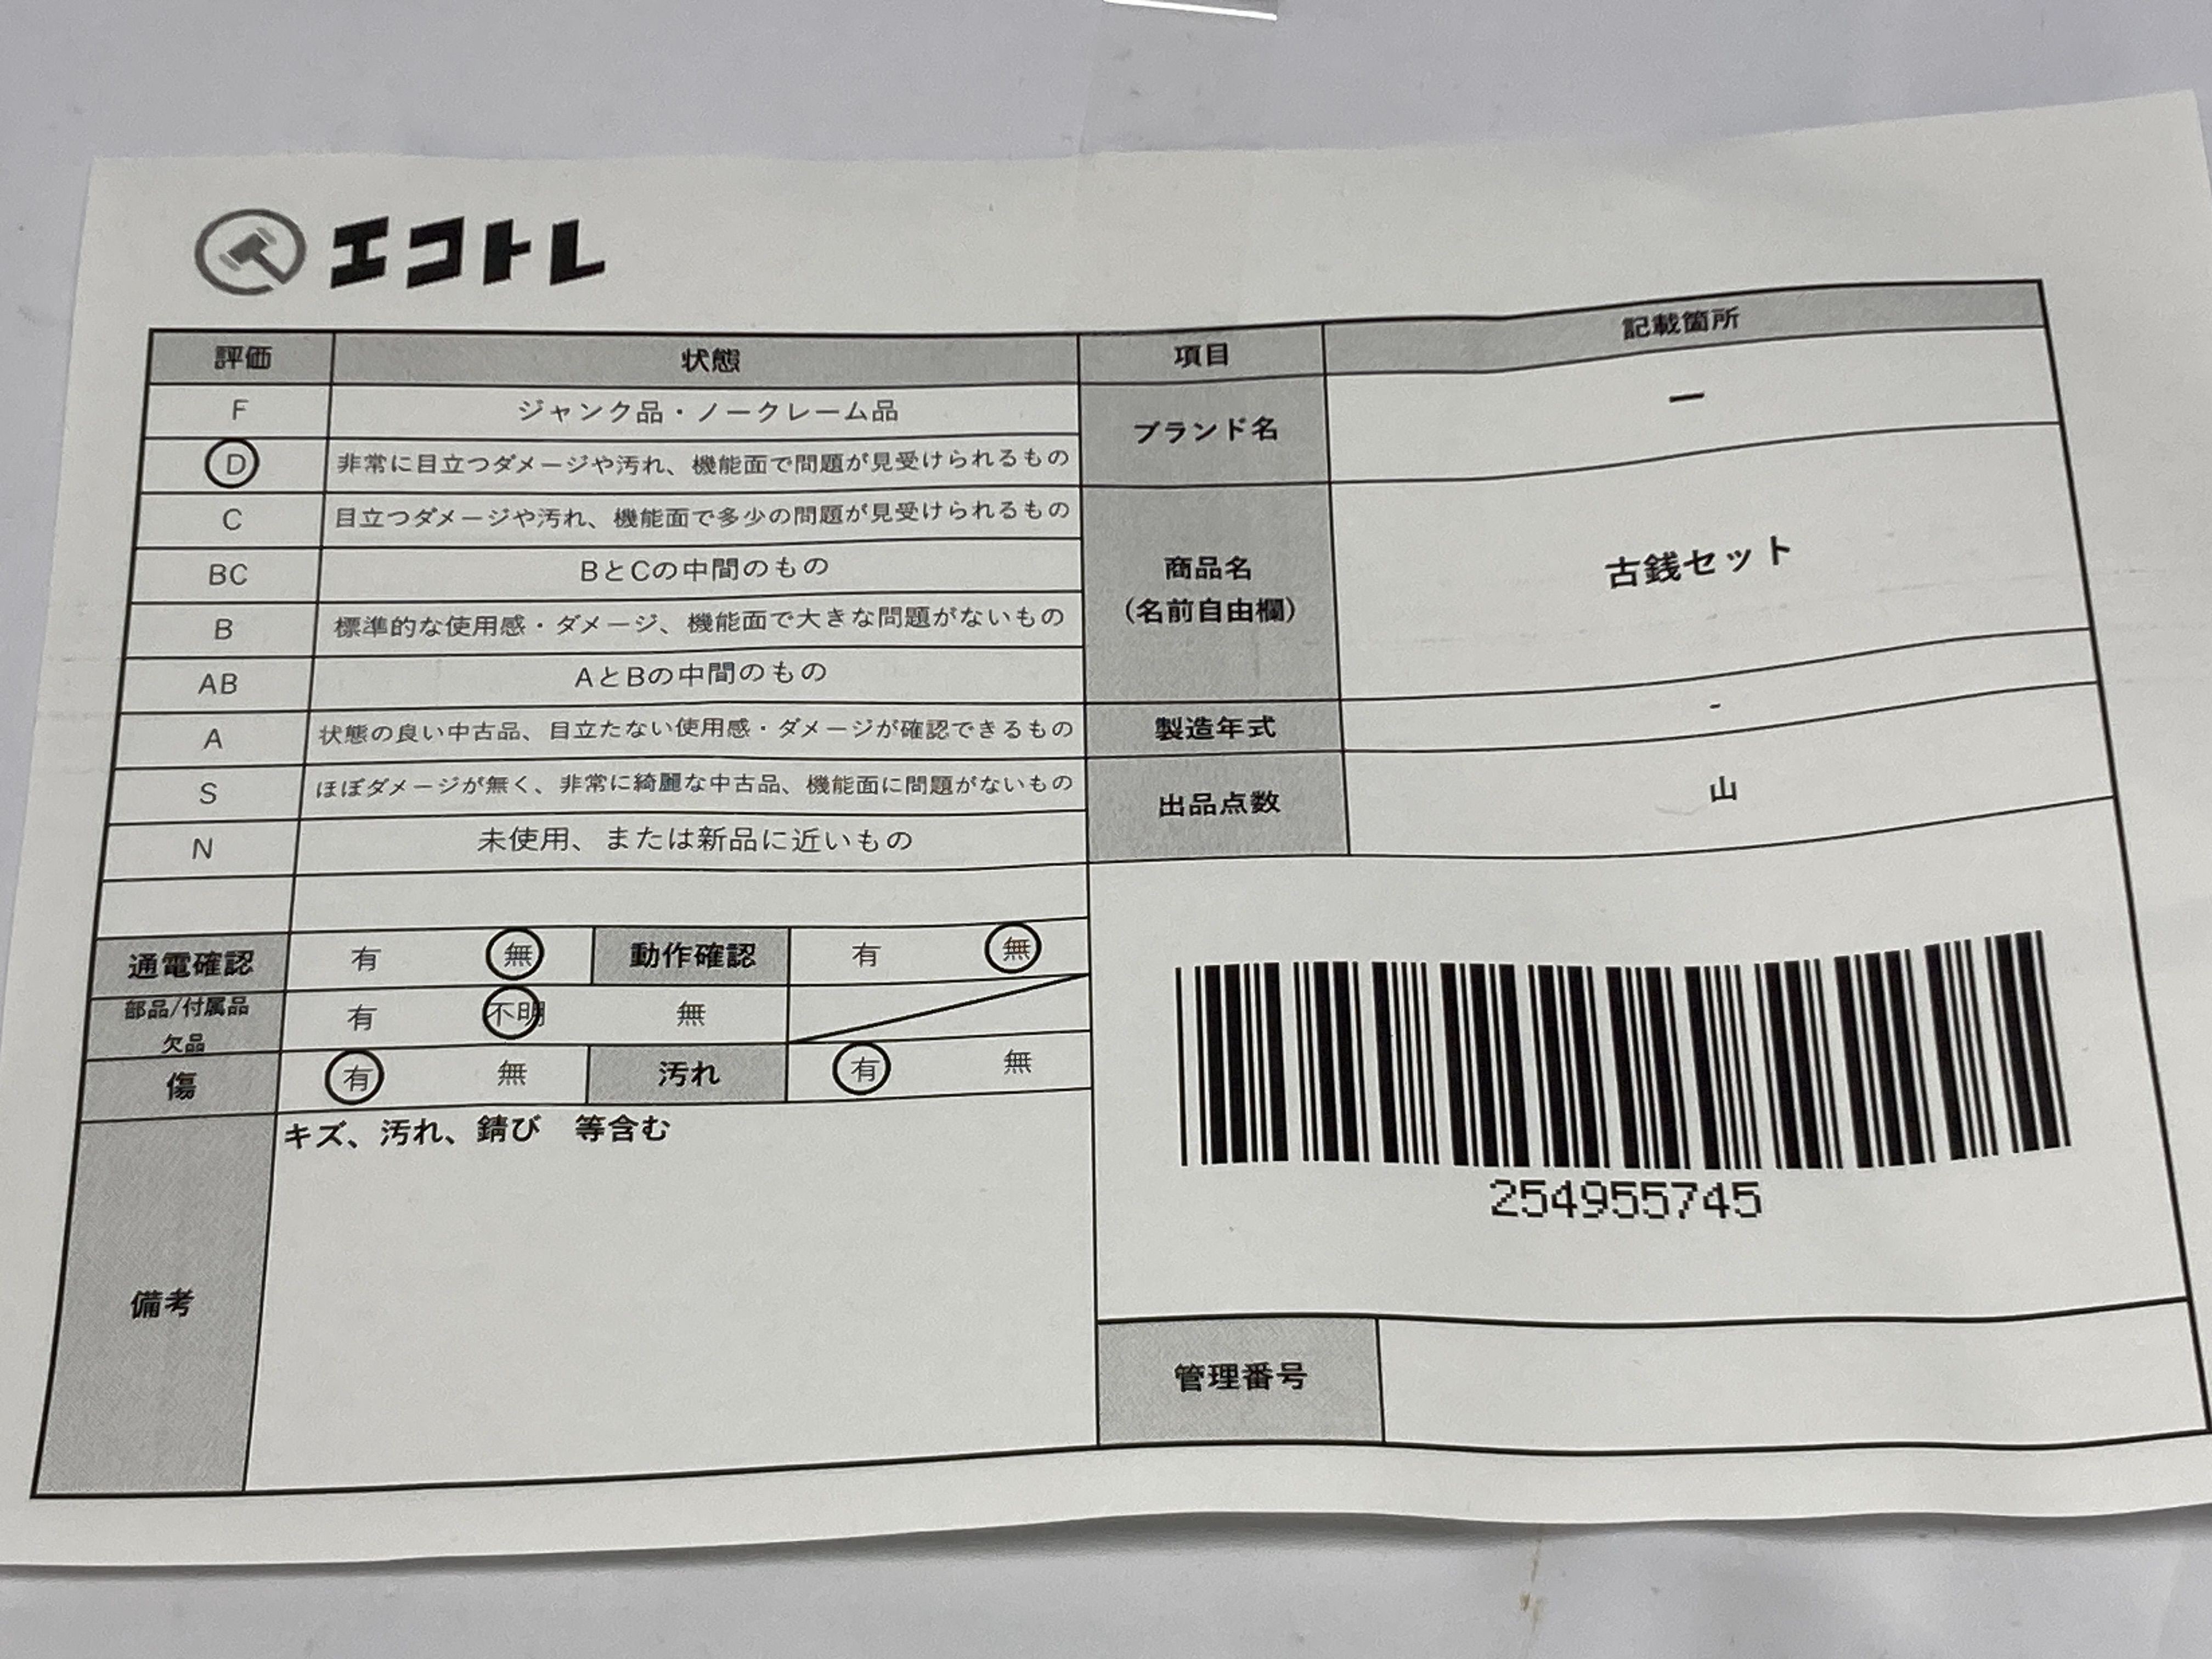 エコトレ
評価 状態 項目 記載箇所
F ジャンク品・ノークレーム品
D 非常に目立つダメージや汚れ、機能面で問題が見受けられるもの
C 目立つダメージや汚れ、機能面で多少の問題が見受けられるもの
BC BとCの中間のもの
B 標準的な使用感・ダメージ、機能面で大きな問題がないもの
AB AとBの中間のもの
A 状態の良い中古品、目立たない使用感・ダメージが確認できるもの
S ほぼダメージが無く、非常に綺麗な中古品、機能面に問題がないもの
N 未使用、または新品に近いもの
通電確認 有 無 動作確認 有 無
部品/付属品 欠品 有 不明 無
傷 有 無 汚れ 有 無
備考 キズ、汚れ、錆び　等含む
ブランド名 ー
商品名
(名前自由欄)
古銭セット
製造年式 -
出品点数 山
254955745
管理番号